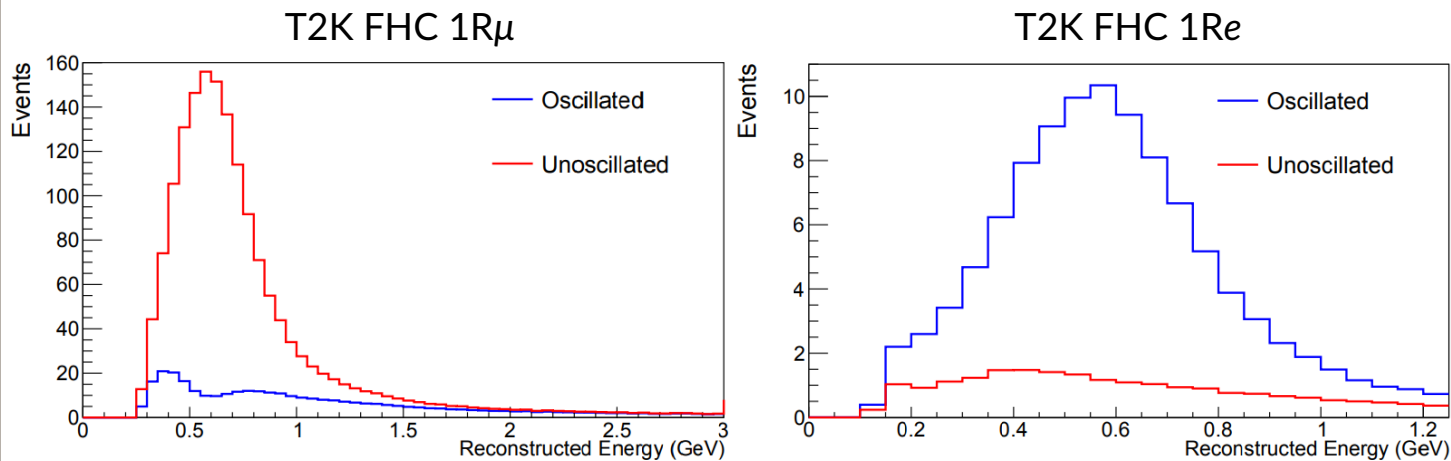 T2K FHC 1Rμ
Events
160
140
120
100
80
60
40
20
0
Oscillated
Unoscillated
0 0.5 1 1.5 2 2.5 3
Reconstructed Energy (GeV)
T2K FHC 1Re
Events
10
8
6
4
2
0
Oscillated
Unoscillated
0 0.2 0.4 0.6 0.8 1 1.2
Reconstructed Energy (GeV)